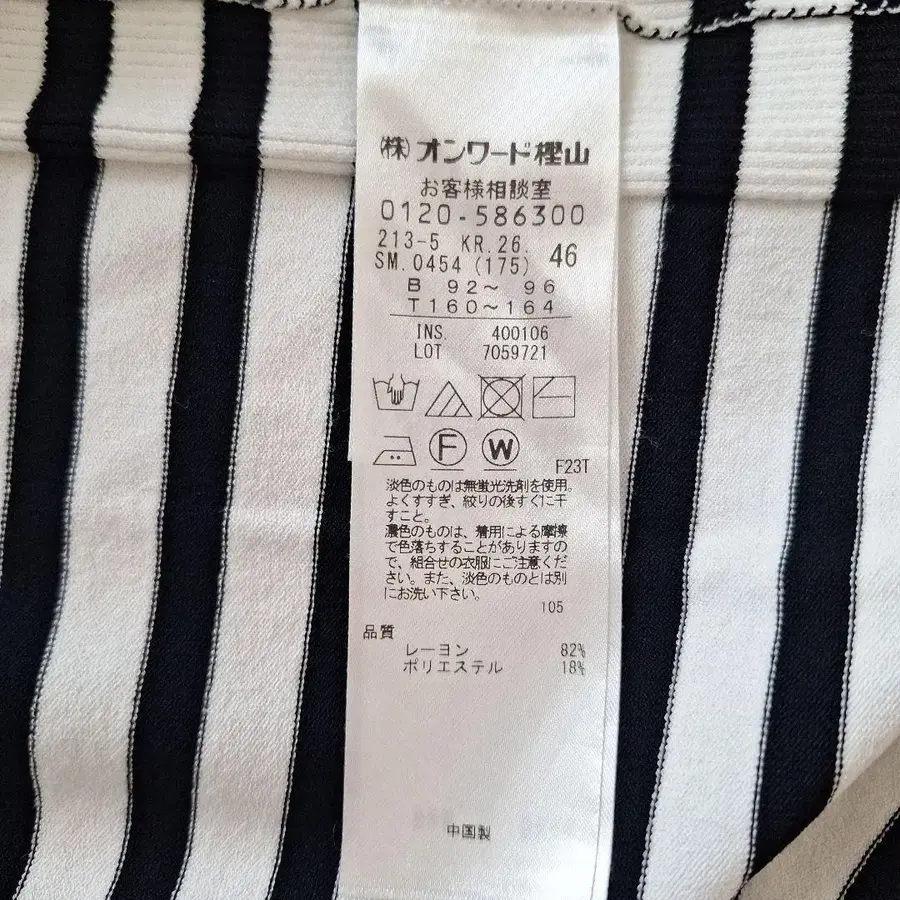 (株)オンワード樫山
お客様相談室
0120-586300
213-5 KR.26. 46
SM.0454 (175)
B 92～ 96
T160～164
INS. 400106
LOT 7059721
F W
F23T
淡色のものは無蛍光洗剤を使用。
よくすすぎ、絞りの後すぐに干
すこと。
濃色のものは、着用による摩擦
で色落ちすることがありますの
で、組合せの衣服にご注意くだ
さい。また、淡色のものとは別
にお洗い下さい。
105
品質
レーヨン 82%
ポリエステル 18%
中国製